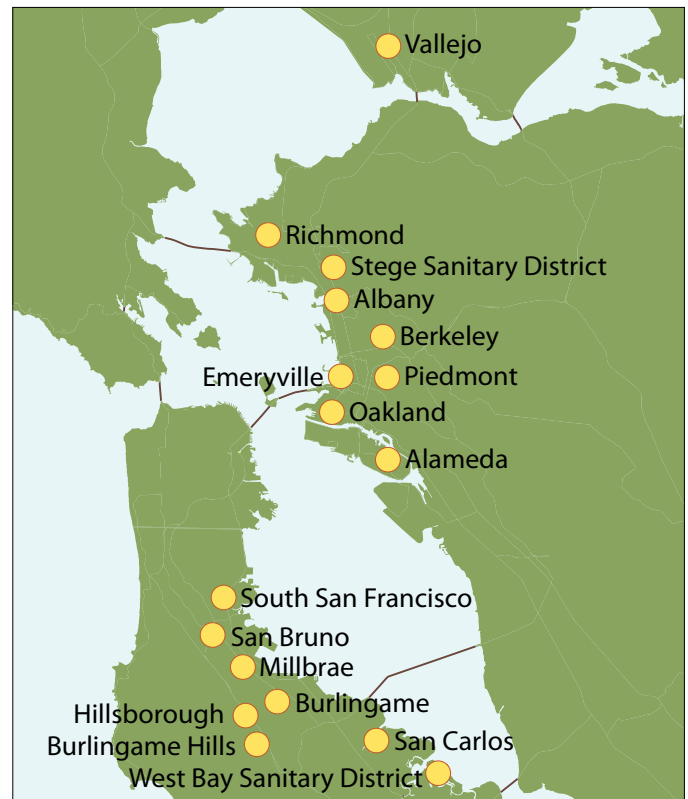 Vallejo
Richmond
Stege Sanitary District
Albany
Berkeley
Emeryville
Piedmont
Oakland
Alameda
South San Francisco
San Bruno
Millbrae
Burlingame
Hillsborough
San Carlos
Burlingame Hills
West Bay Sanitary District